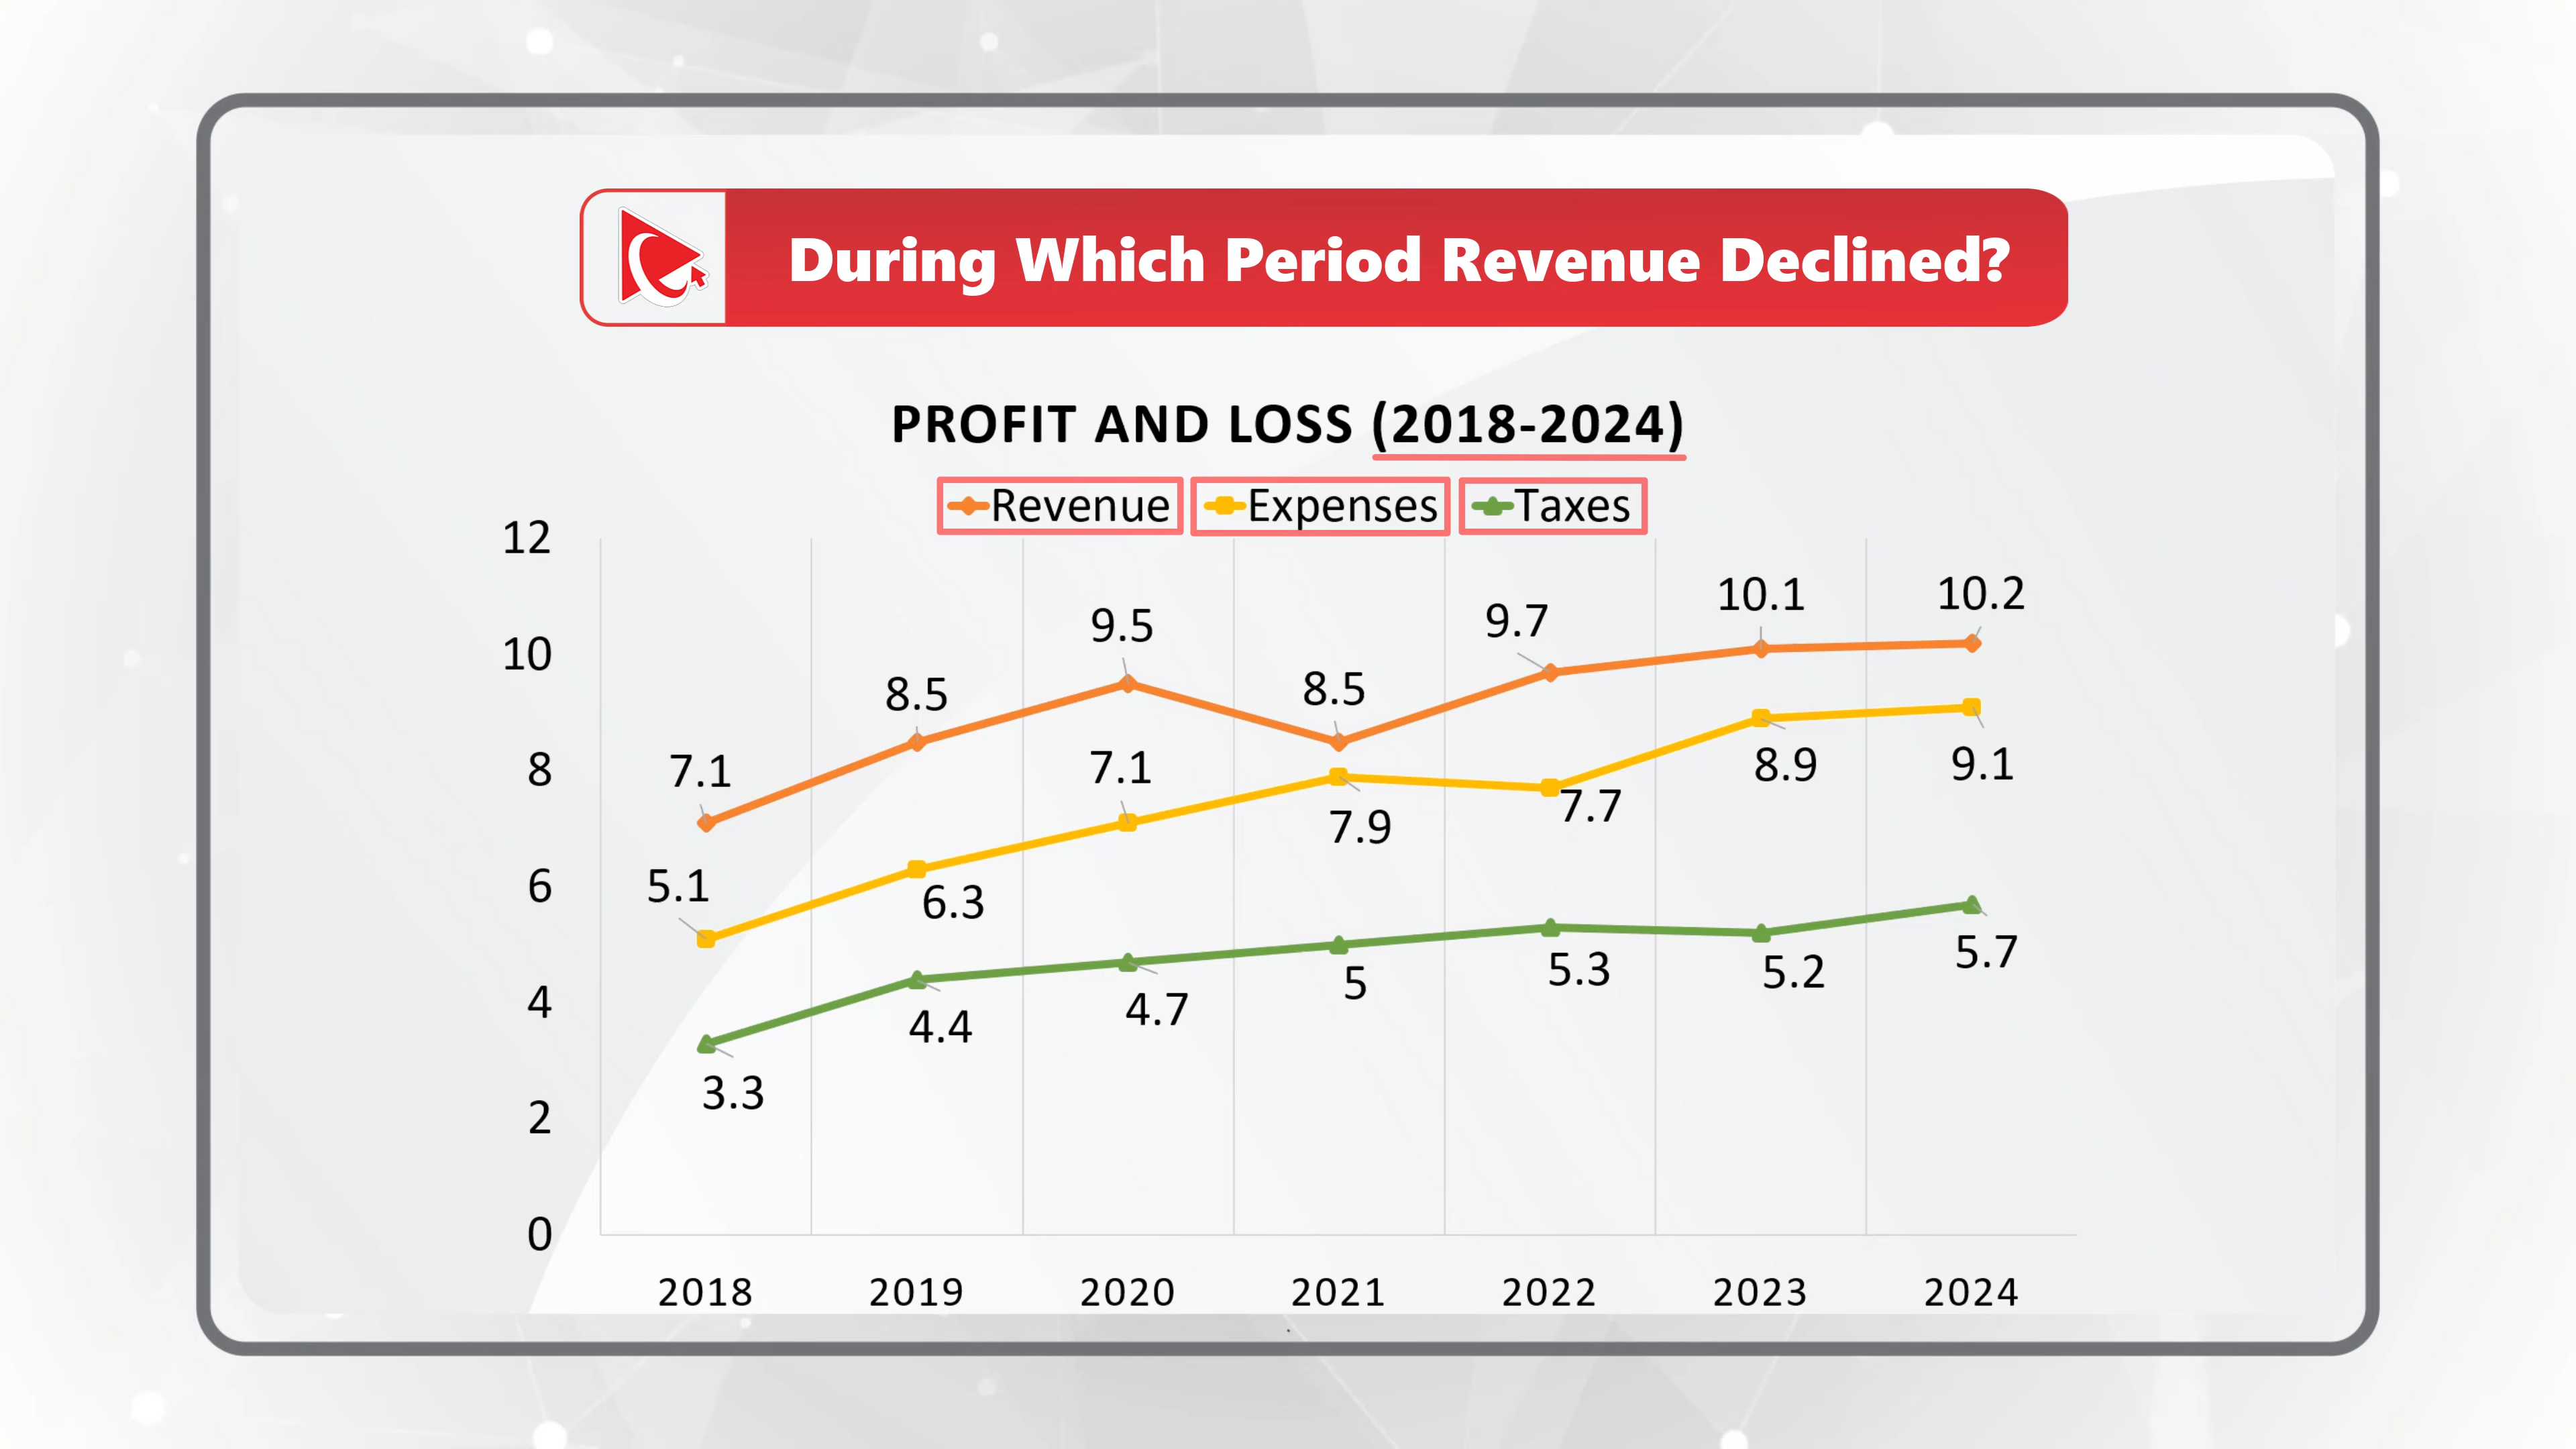 During Which Period Revenue Declined?
PROFIT AND LOSS (2018-2024)
Revenue Expenses Taxes
12
10
8
6
4
2
0
7.1 8.5 9.5 8.5 9.7 10.1 10.2
5.1 6.3 7.1 7.9 7.7 8.9 9.1
3.3 4.4 4.7 5 5.3 5.2 5.7
2018 2019 2020 2021 2022 2023 2024